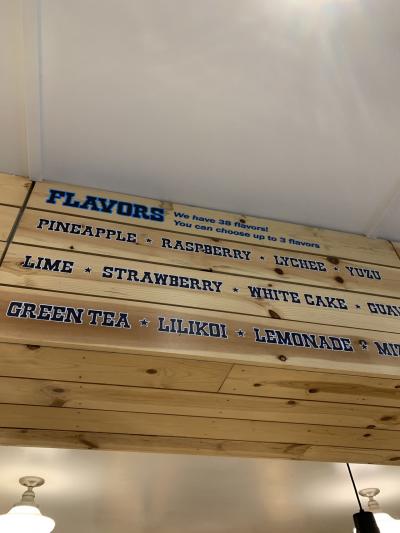 FLAVORS
We have 38 flavors!
You can choose up to 3 flavors
PINEAPPLE ★ RASPBERRY ★ LYCHEE ★ YUZU
LIME ★ STRAWBERRY ★ WHITE CAKE ★
GREEN TEA ★ LILIKOI ★ LEMONADE ★